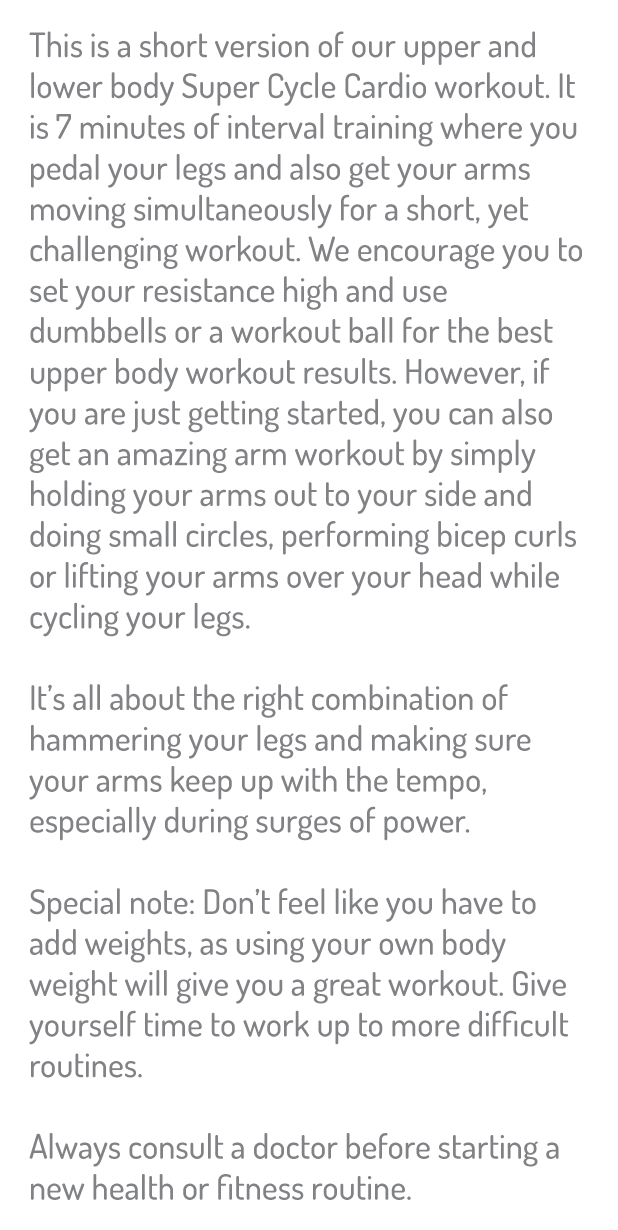 This is a short version of our upper and
lower body Super Cycle Cardio workout. It
is 7 minutes of interval training where you
pedal your legs and also get your arms
moving simultaneously for a short, yet
challenging workout. We encourage you to
set your resistance high and use
dumbbells or a workout ball for the best
upper body workout results. However, if
you are just getting started, you can also
get an amazing arm workout by simply
holding your arms out to your side and
doing small circles, performing bicep curls
or lifting your arms over your head while
cycling your legs.
It’s all about the right combination of
hammering your legs and making sure
your arms keep up with the tempo,
especially during surges of power.
Special note: Don’t feel like you have to
add weights, as using your own body
weight will give you a great workout. Give
yourself time to work up to more difficult
routines.
Always consult a doctor before starting a
new health or fitness routine.